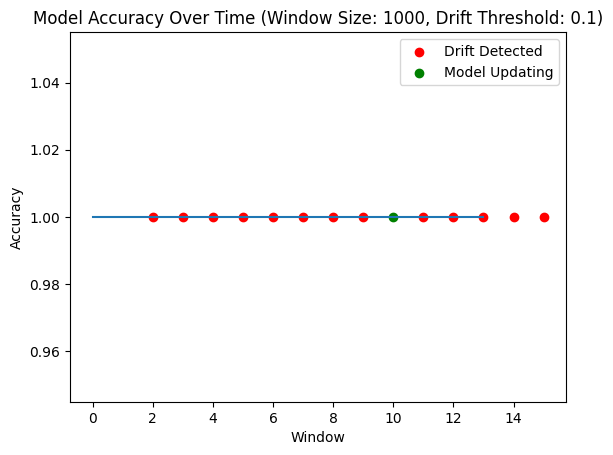 Model Accuracy Over Time (Window Size: 1000, Drift Threshold: 0.1)
Drift Detected
Model Updating
1.04
1.02
1.00
0.98
0.96
Accuracy
0
2
4
6
8
10
12
14
Window